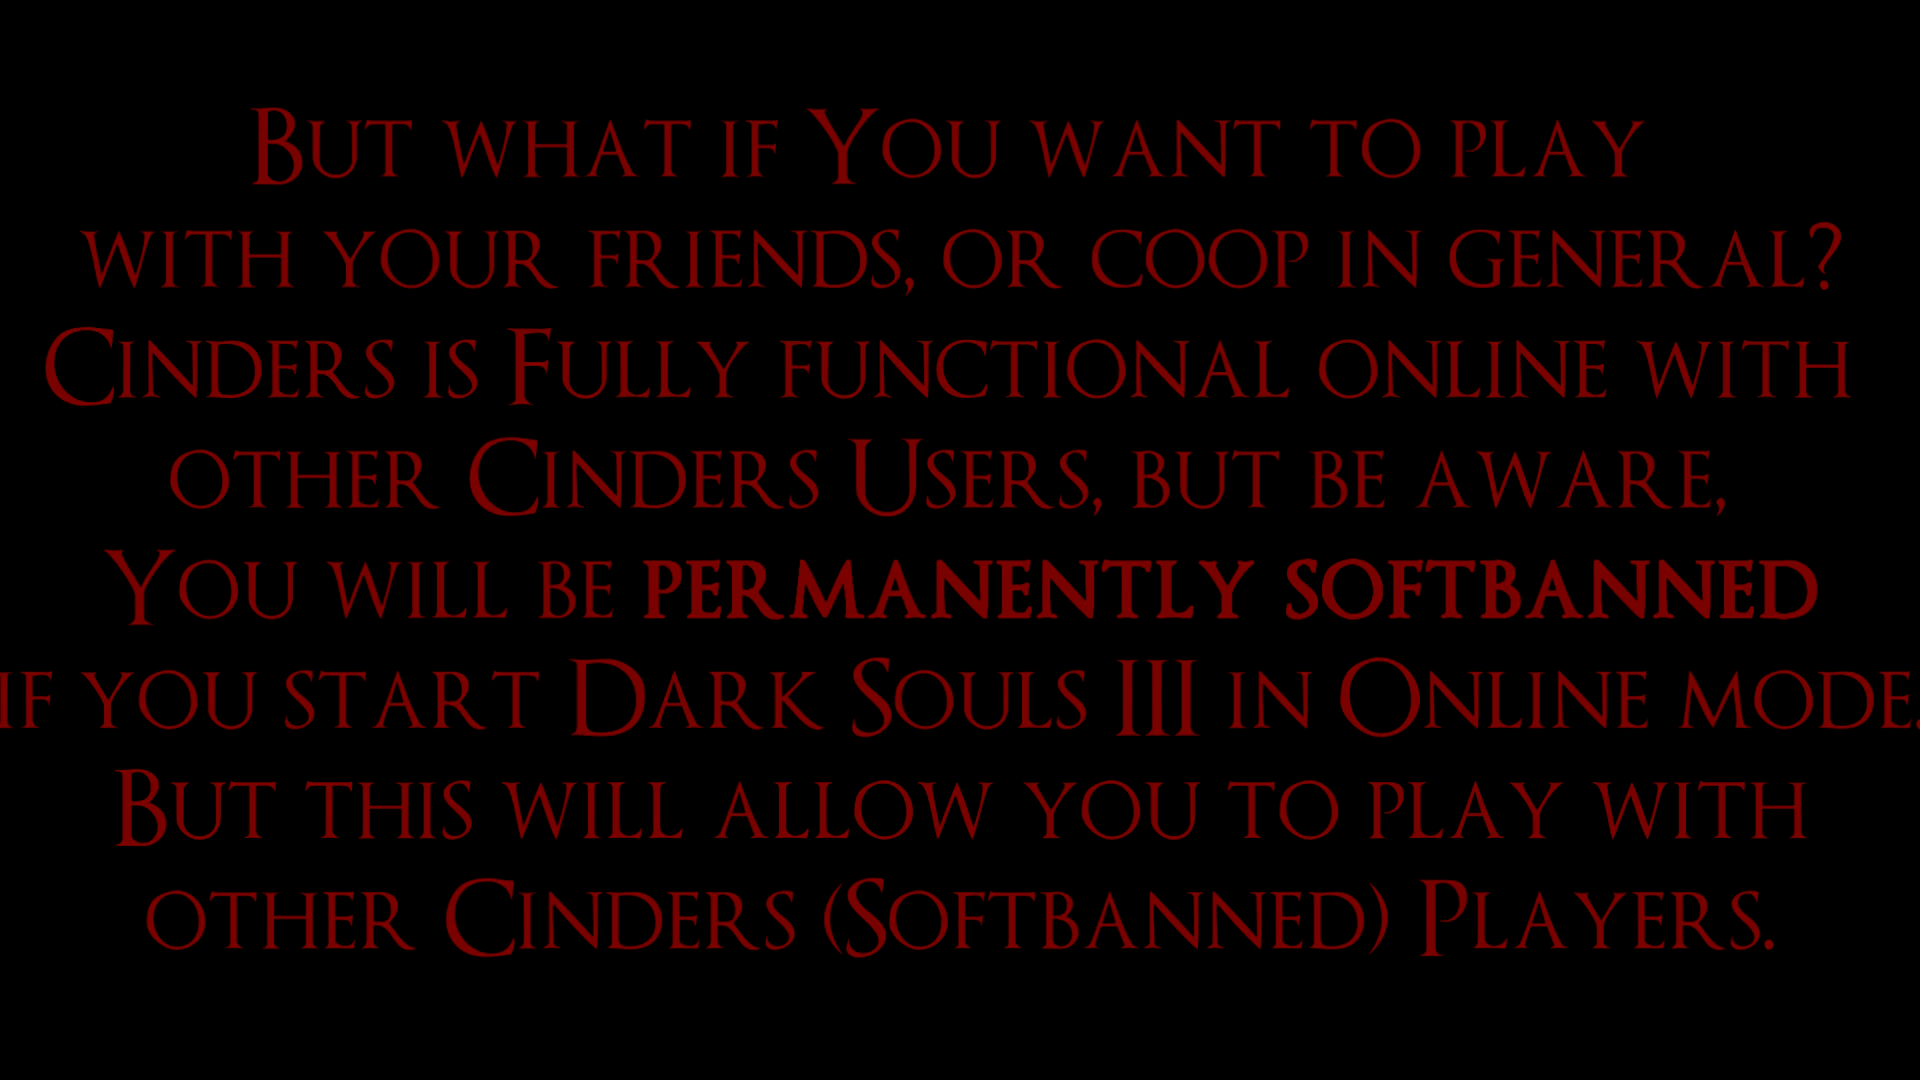 But what if You want to play
with your friends, or coop in general?
Cinders is Fully functional online with
other Cinders Users, but be aware,
You will be permanently softbanned
if you start Dark Souls III in Online mode.
But this will allow you to play with
other Cinders (Softbanned) Players.